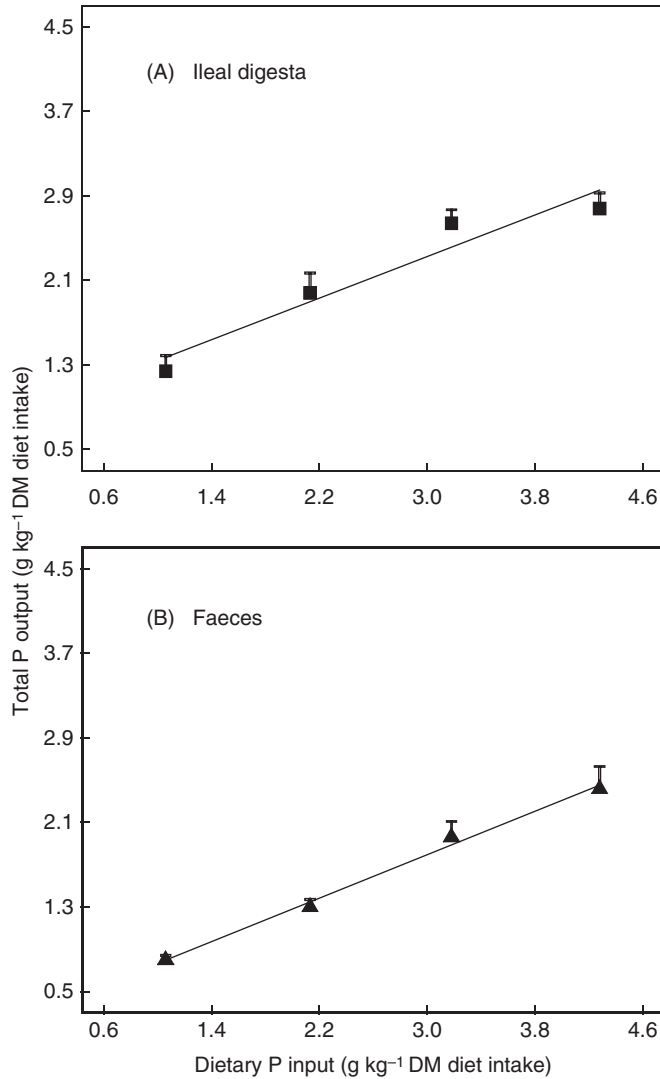 4.5
(A) Ileal digesta
3.7
2.9
2.1
1.3
0.5
0.6 1.4 2.2 3.0 3.8 4.6
Total P output (g kg⁻¹ DM diet intake)
4.5
(B) Faeces
3.7
2.9
2.1
1.3
0.5
0.6 1.4 2.2 3.0 3.8 4.6
Dietary P input (g kg⁻¹ DM diet intake)